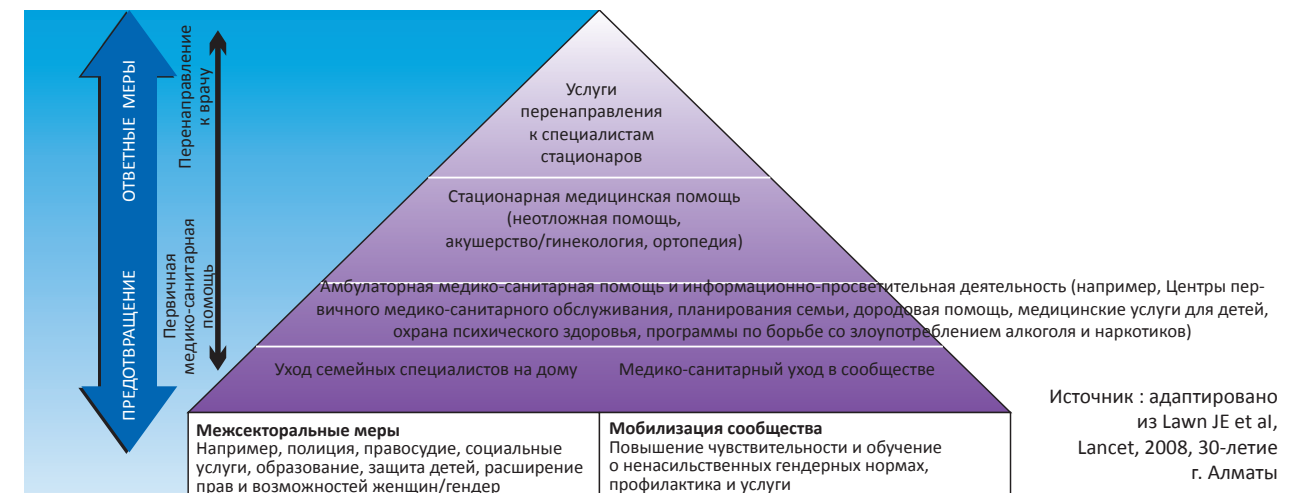 ОТВЕТНЫЕ МЕРЫ
ПРЕДОТВРАЩЕНИЕ
Перенаправление
к врачу
Первичная
медико-санитарная
помощь
Услуги
перенаправления
к специалистам
стационаров
Стационарная медицинская помощь
(неотложная помощь,
акушерство/гинекология, ортопедия)
Амбулаторная медико-санитарная помощь и информационно-просветительная деятельность (например, Центры пер-
вичного медико-санитарного обслуживания, планирования семьи, дородовая помощь, медицинские услуги для детей,
охрана психического здоровья, программы по борьбе со злоупотреблением алкоголя и наркотиков)
Уход семейных специалистов на дому
Медико-санитарный уход в сообществе
Межсекторальные меры
Например, полиция, правосудие, социальные
услуги, образование, защита детей, расширение
прав и возможностей женщин/гендер
Мобилизация сообщества
Повышение чувствительности и обучение
о ненасильственных гендерных нормах,
профилактика и услуги
Источник : адаптировано
из Lawn JE et al,
Lancet, 2008, 30-летие
г. Алматы